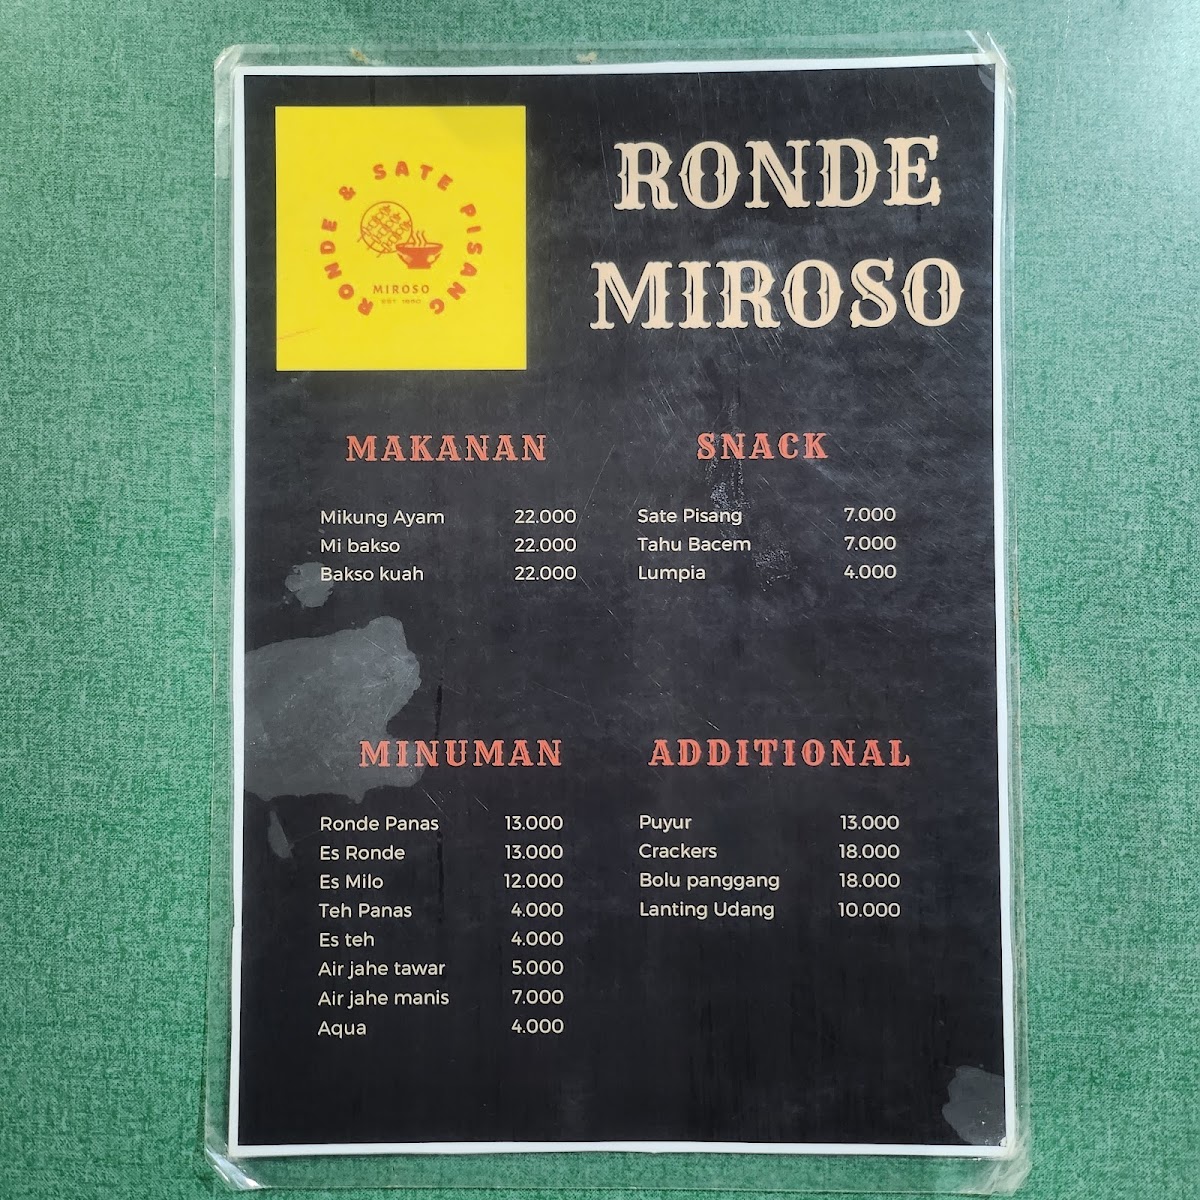 RONDE & SATE PISANG
MIROSO
RONDE
MIROSO
MAKANAN
Mikung Ayam 22.000
Mi bakso 22.000
Bakso kuah 22.000
SNACK
Sate Pisang 7.000
Tahu Bacem 7.000
Lumpia 4.000
MINUMAN
Ronde Panas 13.000
Es Ronde 13.000
Es Milo 12.000
Teh Panas 4.000
Es teh 4.000
Air jahe tawar 5.000
Air jahe manis 7.000
Aqua 4.000
ADDITIONAL
Puyur 13.000
Crackers 18.000
Bolu panggang 18.000
Lanting Udang 10.000